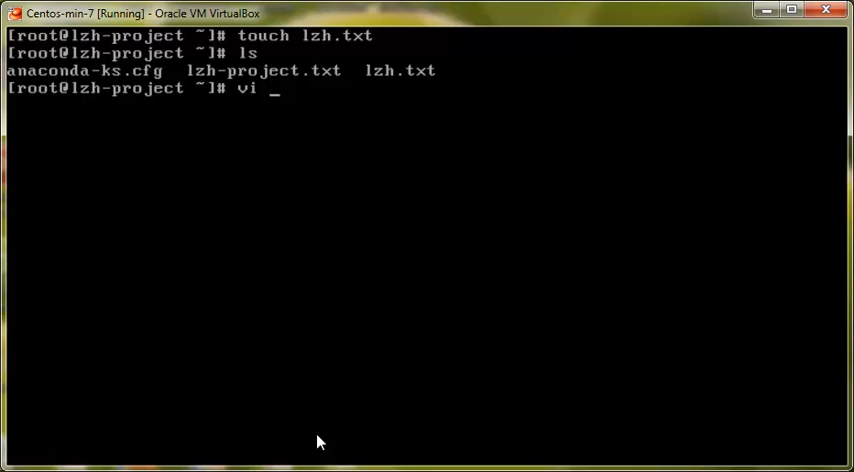 Centos-min-7 [Running] - Oracle VM VirtualBox
[root@lzh-project ~]# touch lzh.txt
[root@lzh-project ~]# ls
anaconda-ks.cfg  lzh-project.txt  lzh.txt
[root@lzh-project ~]# vi _